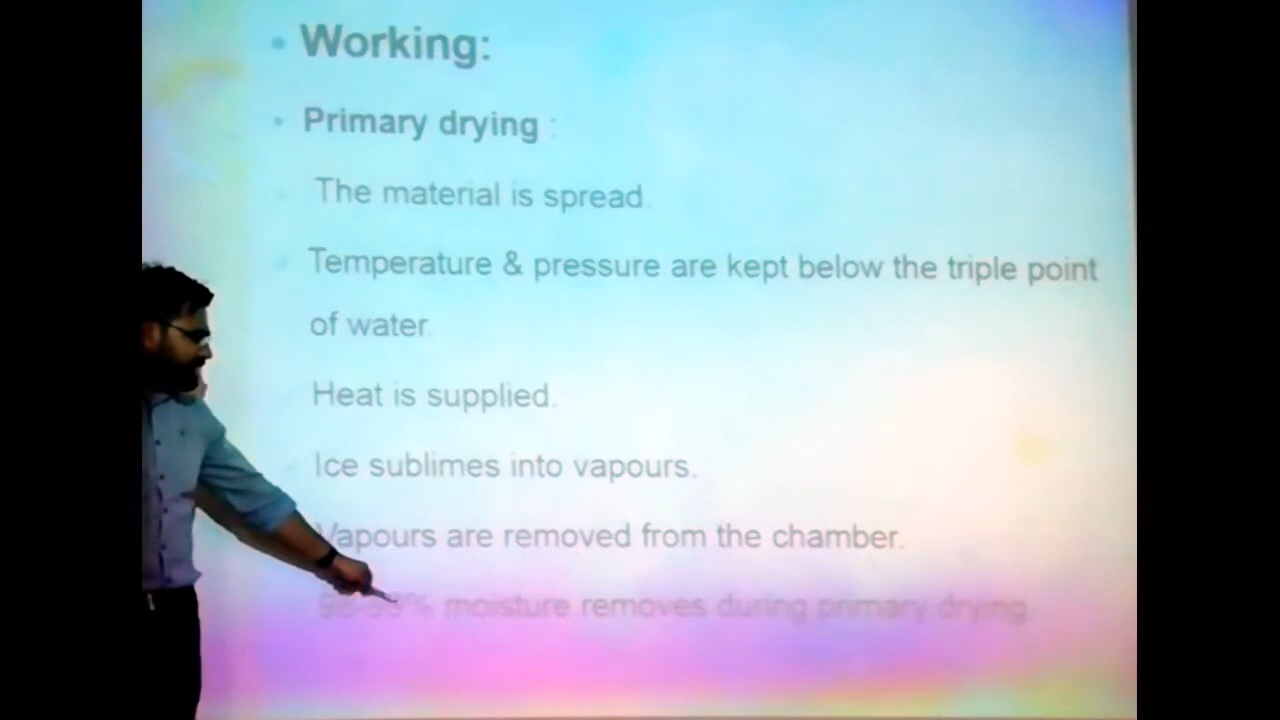 • Working:
• Primary drying :
The material is spread.
Temperature & pressure are kept below the triple point
of water.
Heat is supplied.
Ice sublimes into vapours.
Vapours are removed from the chamber.
moisture removes during primary drying